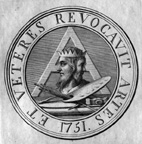 ET VETERES REVOCAVIT ARTES
1751.